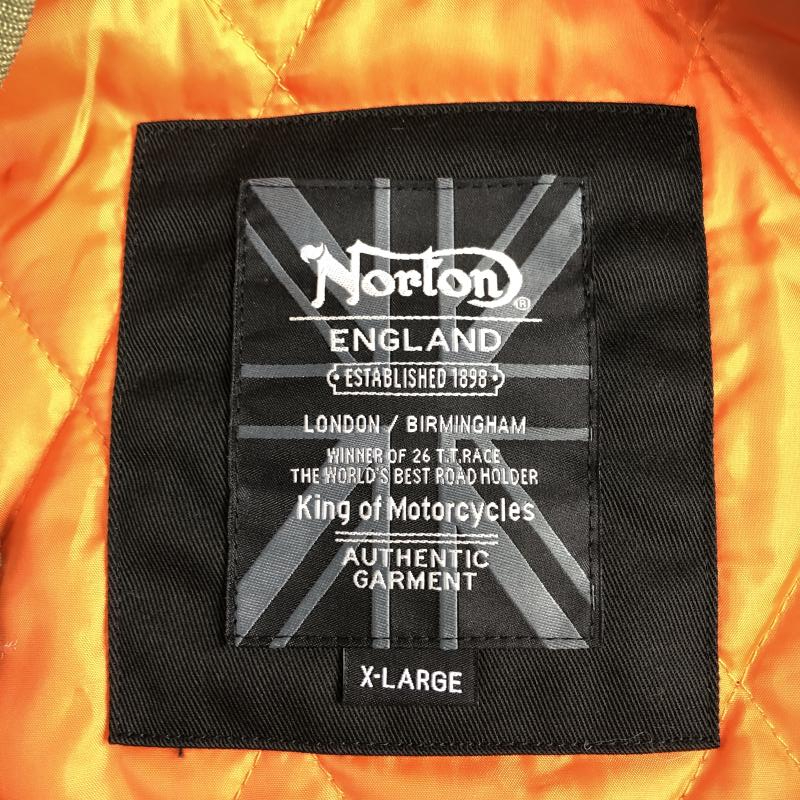 Norton®
ENGLAND
ESTABLISHED 1898
LONDON / BIRMINGHAM
WINNER OF 26 T.T.RACE
THE WORLD'S BEST ROAD HOLDER
King of Motorcycles
AUTHENTIC
GARMENT
X-LARGE